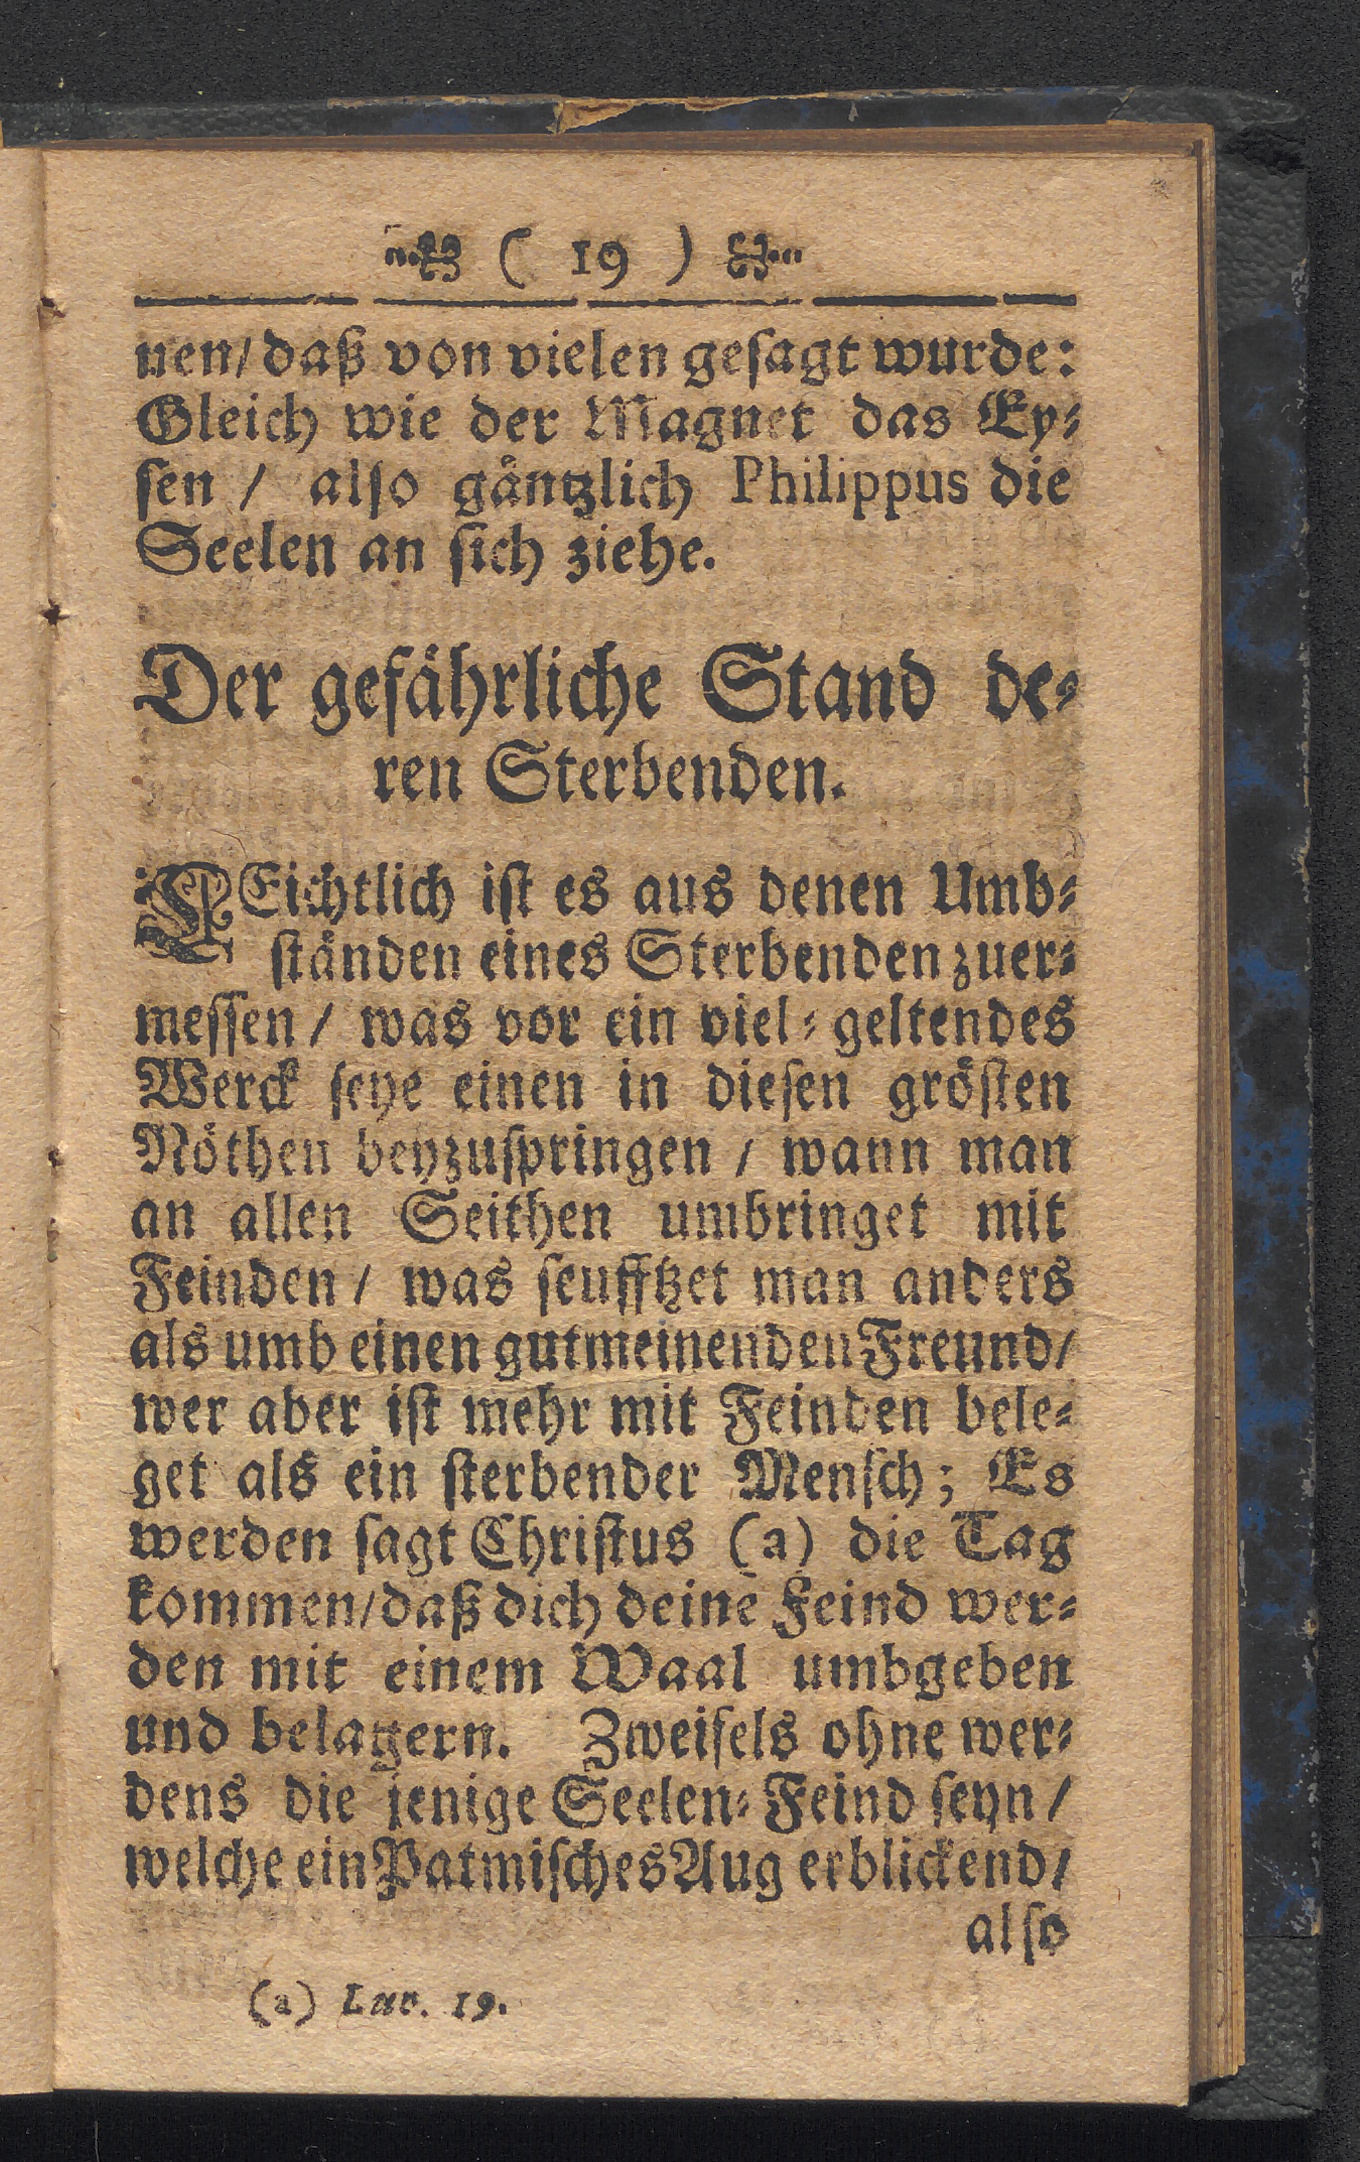 ( 19 )
nen/ daß von vielen gesagt wurde:
Gleich wie der Magnet das Ey-
sen / also gäntzlich Philippus die
Seelen an sich ziehe.
Der gefährliche Stand de-
ren Sterbenden.
LEichtlich ist es aus denen Umb-
ständen eines Sterbenden zuer-
messen / was vor ein viel-geltendes
Werck seye einen in diesen grösten
Nöthen beyzuspringen / wann man
an allen Seithen umbringet mit
Feinden / was seufftzet man anders
als umb einen gutmeinenden Freund/
wer aber ist mehr mit Feinden bele-
get als ein sterbender Mensch; Es
werden sagt Christus (a) die Tag
kommen/ daß dich deine Feind wer-
den mit einem Waal umbgeben
und belagern. Zweifels ohne wer-
dens die jenige Seelen-Feind seyn /
welche ein Patmisches Aug erblickend/
also
(a) Luc. 19.